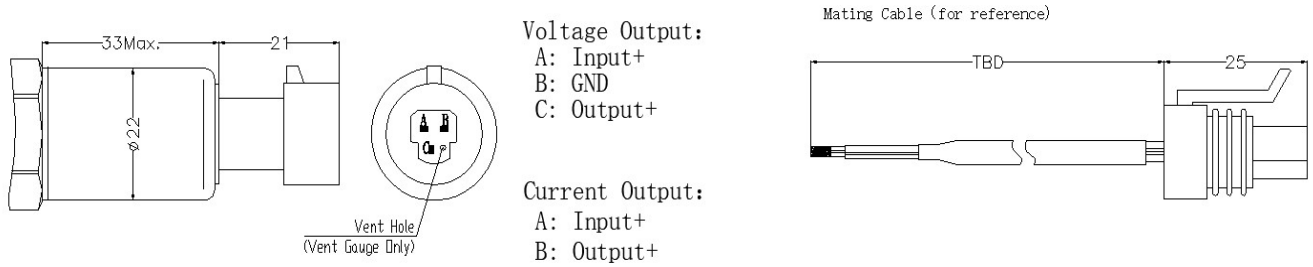 Mating Cable (for reference)
33Max.
21
Voltage Output:
A: Input+
B: GND
C: Output+
TBD
25
⌀22
A B
C
Current Output:
A: Input+
B: Output+
Vent Hole
(Vent Gauge Only)